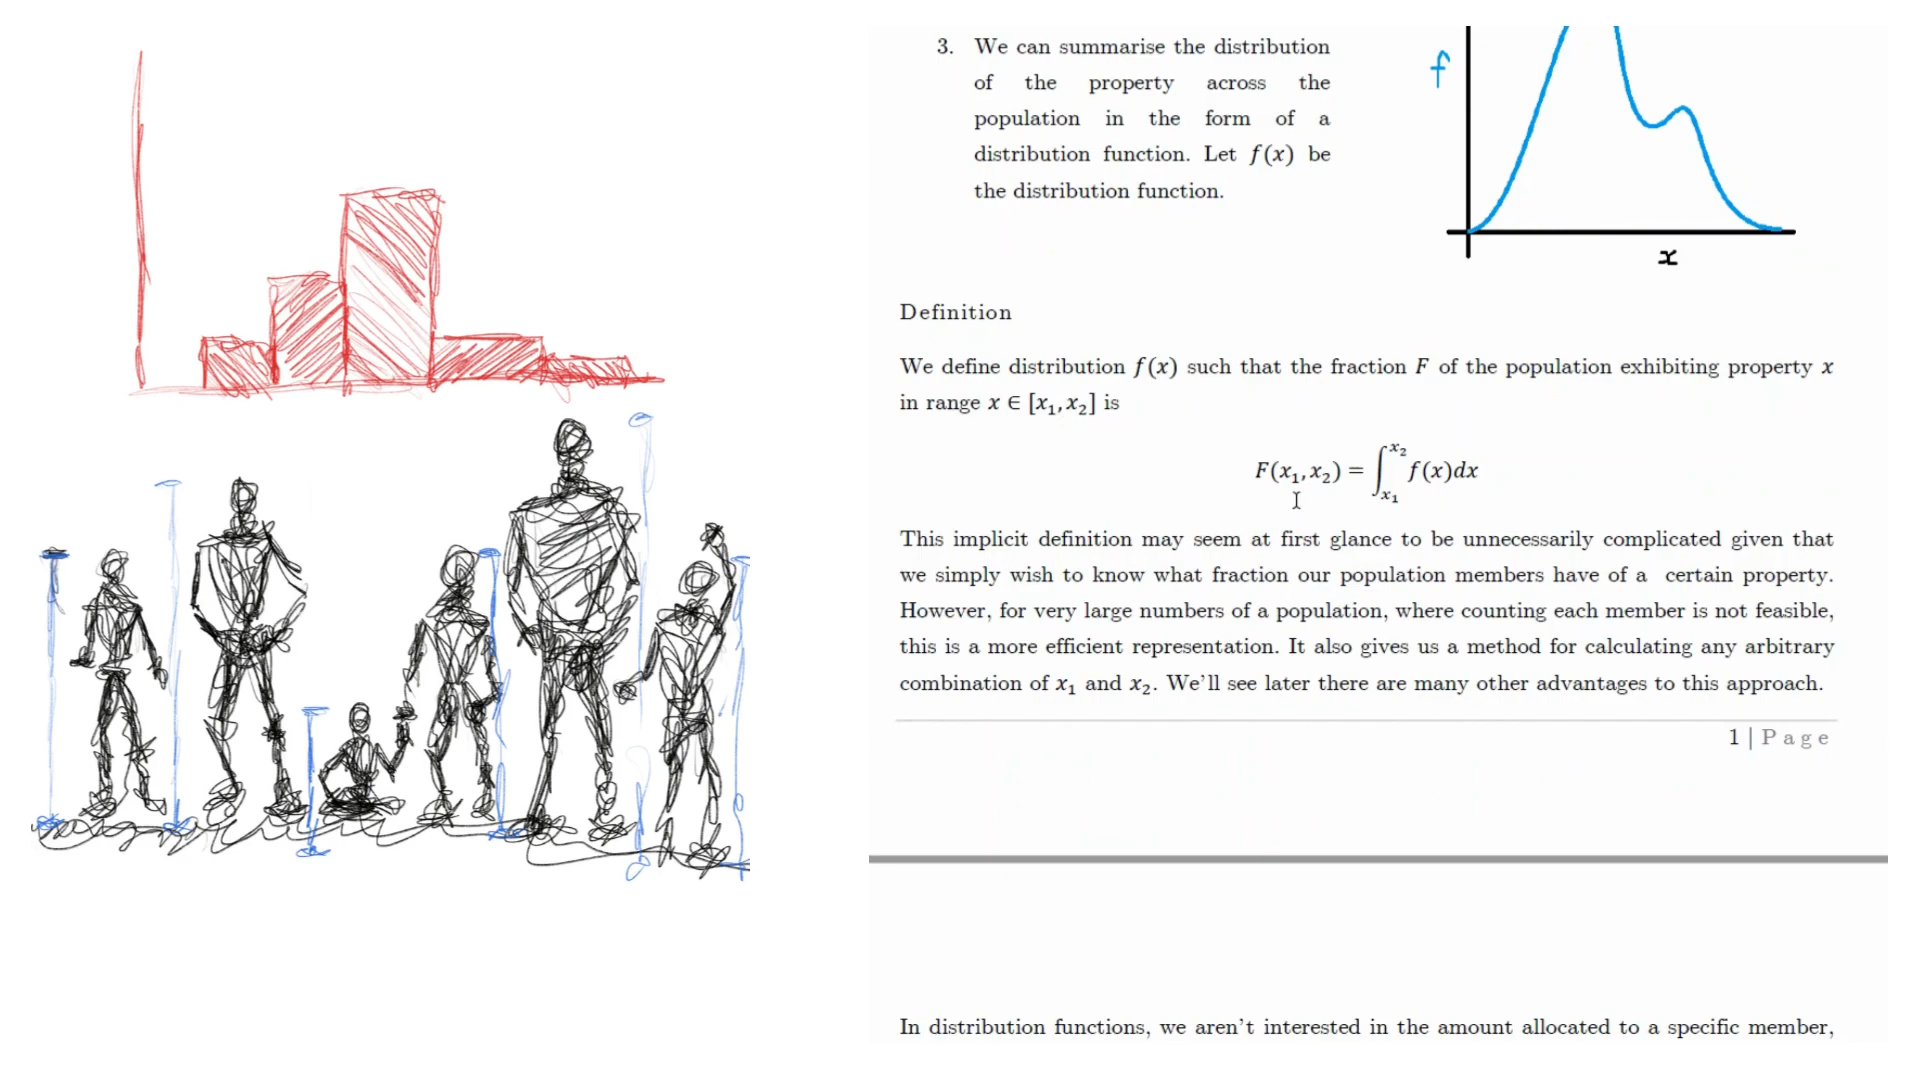 3. We can summarise the distribution
of the property across the
population in the form of a
distribution function. Let f(x) be
the distribution function.
f
x
Definition
We define distribution f(x) such that the fraction F of the population exhibiting property x
in range x ∈ [x₁, x₂] is
F(x₁, x₂) = ∫_{x₁}^{x₂} f(x)dx
This implicit definition may seem at first glance to be unnecessarily complicated given that
we simply wish to know what fraction our population members have of a certain property.
However, for very large numbers of a population, where counting each member is not feasible,
this is a more efficient representation. It also gives us a method for calculating any arbitrary
combination of x₁ and x₂. We'll see later there are many other advantages to this approach.
1 | Page
In distribution functions, we aren't interested in the amount allocated to a specific member,